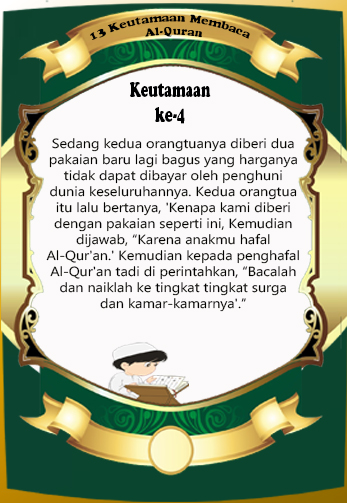 13 Keutamaan Membaca
Al-Quran
Keutamaan
ke-4
Sedang kedua orangtuanya diberi dua
pakaian baru lagi bagus yang harganya
tidak dapat dibayar oleh penghuni
dunia keseluruhannya. Kedua orangtua
itu lalu bertanya, 'Kenapa kami diberi
dengan pakaian seperti ini, Kemudian
dijawab, “Karena anakmu hafal
Al-Qur'an.' Kemudian kepada penghafal
Al-Qur'an tadi di perintahkan, “Bacalah
dan naiklah ke tingkat tingkat surga
dan kamar-kamarnya'.”